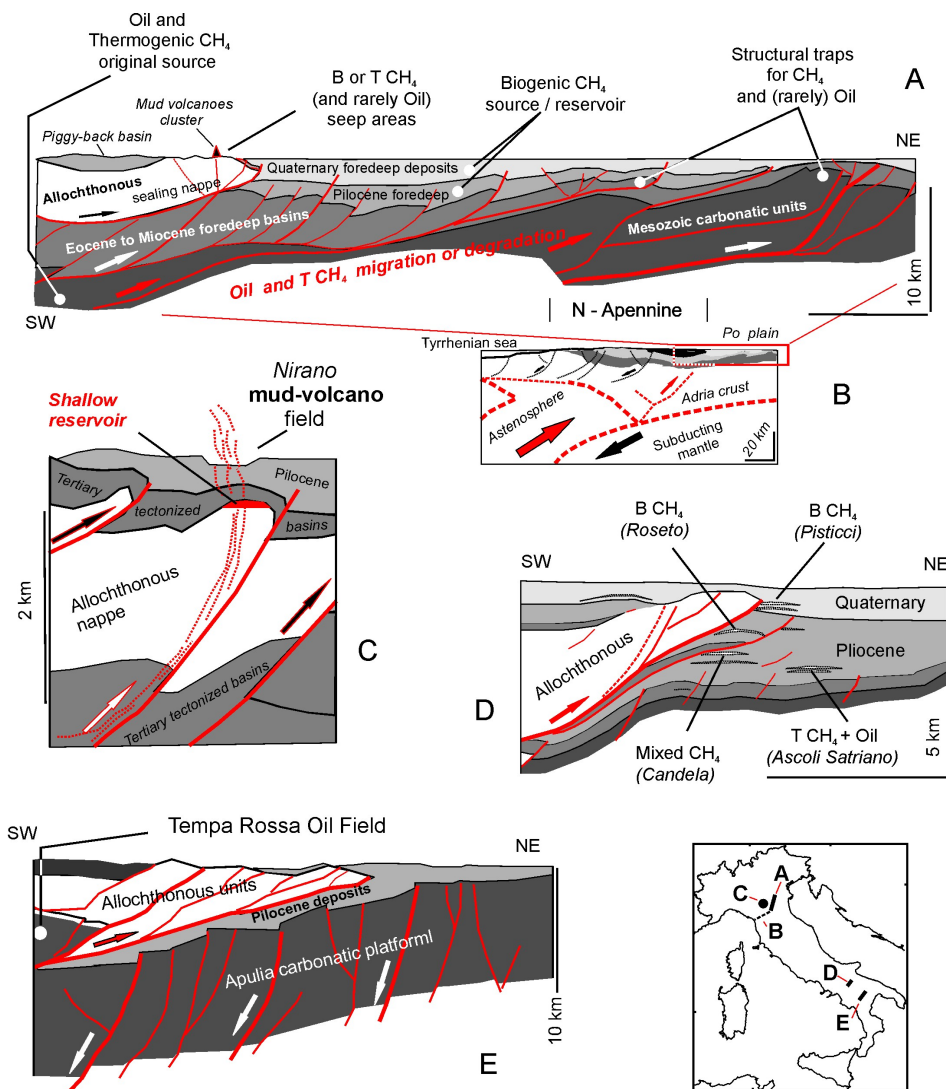 Oil and
Thermogenic CH₄
original source
Mud volcanoes
cluster
Piggy-back basin
B or T CH₄
(and rarely Oil)
seep areas
Biogenic CH₄
source / reservoir
Structural traps
for CH₄
and (rarely) Oil
A
NE
Quaternary foredeep deposits
Allochthonous
sealing nappe
Pilocene foredeep
Eocene to Miocene foredeep basins
Mesozoic carbonatic units
Oil and T CH₄ migration or degradation
SW
10 km
N - Apennine
Tyrrhenian sea
Po plain
Astenosphere
Adria crust
Subducting
mantle
20 km
B
Nirano
mud-volcano
field
Shallow
reservoir
Tertiary
tectonized
Pilocene
basins
Allochthonous
nappe
2 km
Tertiary tectonized basins
C
B CH₄
(Roseto)
B CH₄
(Pisticci)
SW
NE
Quaternary
Allochthonous
Pliocene
D
Mixed CH₄
(Candela)
T CH₄ + Oil
(Ascoli Satriano)
5 km
SW
Tempa Rossa Oil Field
NE
Allochthonous units
Pilocene deposits
Apulia carbonatic platforml
10 km
E
A
C
B
D
E